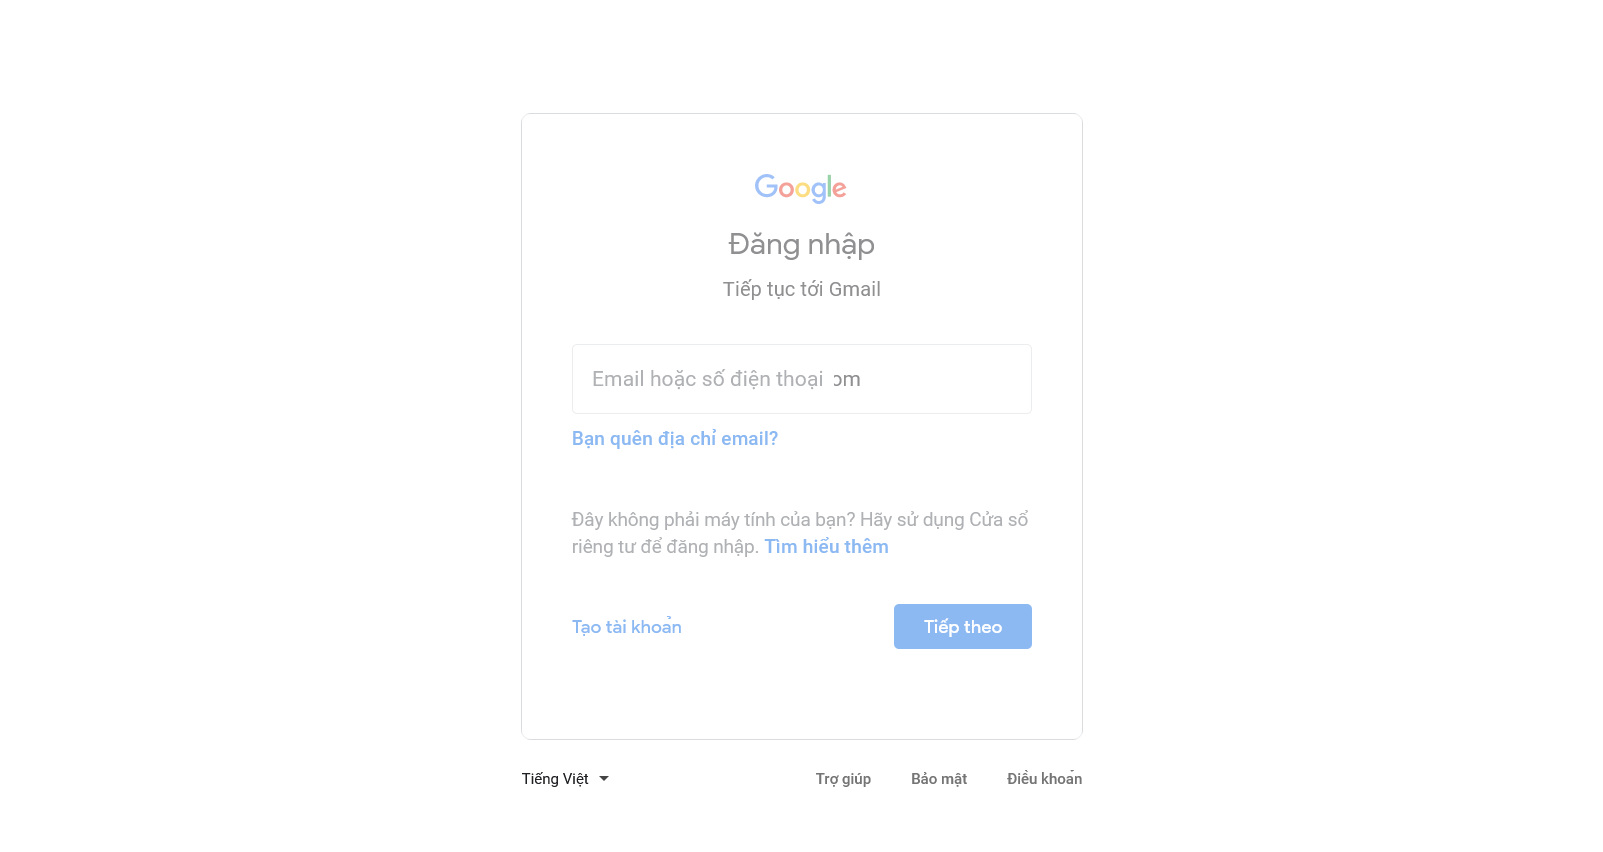 Google
Đăng nhập
Tiếp tục tới Gmail
Email hoặc số điện thoại om
Bạn quên địa chỉ email?
Đây không phải máy tính của bạn? Hãy sử dụng Cửa sổ
riêng tư để đăng nhập. Tìm hiểu thêm
Tạo tài khoản
Tiếp theo
Tiếng Việt
Trợ giúp
Bảo mật
Điều khoản